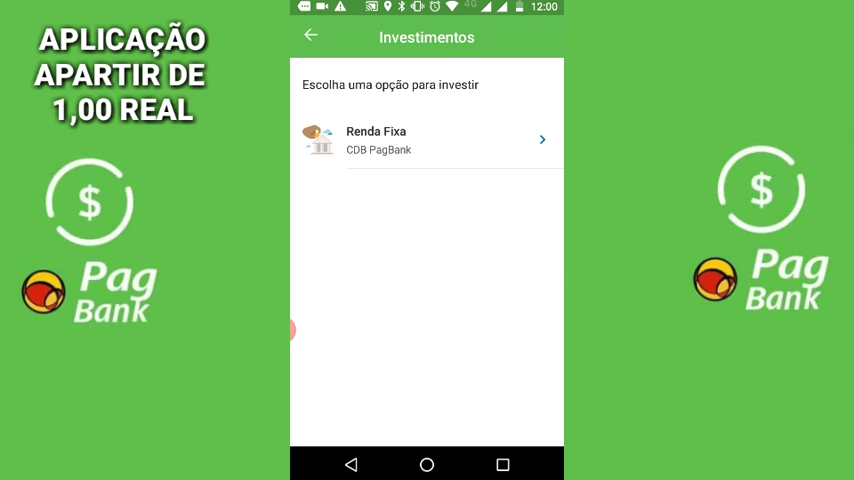 APLICAÇÃO
APARTIR DE
1,00 REAL
$
Pag
Bank
4G
12:00
Investimentos
Escolha uma opção para investir
Renda Fixa
CDB PagBank
$
Pag
Bank